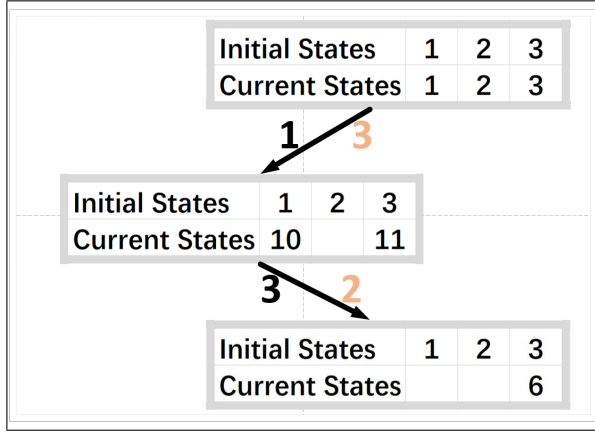 Initial States 1 2 3
Current States 1 2 3
1 3
Initial States 1 2 3
Current States 10 11
3 2
Initial States 1 2 3
Current States 6